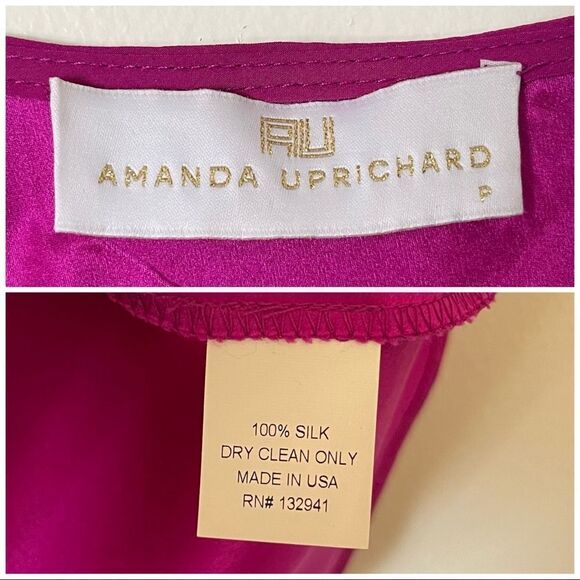 AU
AMANDA UPRICHARD
P
100% SILK
DRY CLEAN ONLY
MADE IN USA
RN# 132941